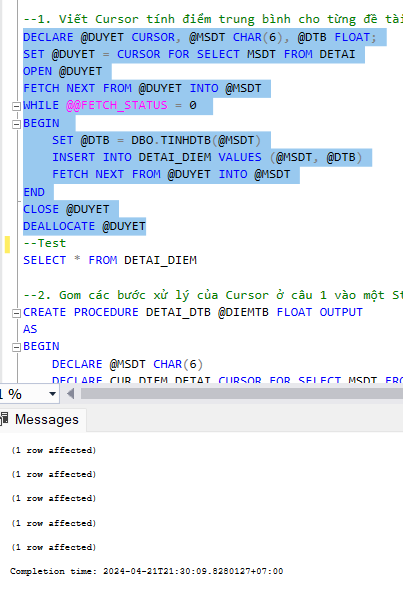 --1. Viết Cursor tính điểm trung bình cho từng đề tài
DECLARE @DUYET CURSOR, @MSDT CHAR(6), @DTB FLOAT;
SET @DUYET = CURSOR FOR SELECT MSDT FROM DETAI
OPEN @DUYET
FETCH NEXT FROM @DUYET INTO @MSDT
WHILE @@FETCH_STATUS = 0
BEGIN
SET @DTB = DBO.TINHDTB(@MSDT)
INSERT INTO DETAI_DIEM VALUES (@MSDT, @DTB)
FETCH NEXT FROM @DUYET INTO @MSDT
END
CLOSE @DUYET
DEALLOCATE @DUYET
--Test
SELECT * FROM DETAI_DIEM
--2. Gom các bước xử lý của Cursor ở câu 1 vào một St
CREATE PROCEDURE DETAI_DTB @DIEMTB FLOAT OUTPUT
AS
BEGIN
DECLARE @MSDT CHAR(6)
DECLARE CUR_DIEM_DETAI CURSOR FOR SELECT MSDT FRO
%
Messages
(1 row affected)
(1 row affected)
(1 row affected)
(1 row affected)
(1 row affected)
Completion time: 2024-04-21T21:30:09.8280127+07:00